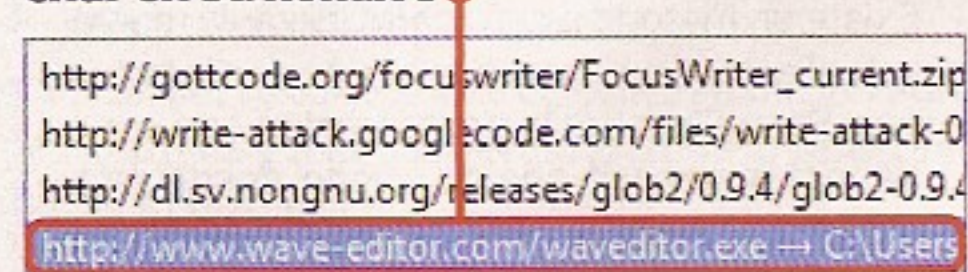 http://gottcode.org/focuswriter/FocusWriter_current.zip
http://write-attack.googlecode.com/files/write-attack-0
http://dl.sv.nongnu.org/releases/glob2/0.9.4/glob2-0.9.4
http://www.wave-editor.com/waveditor.exe → C:\Users